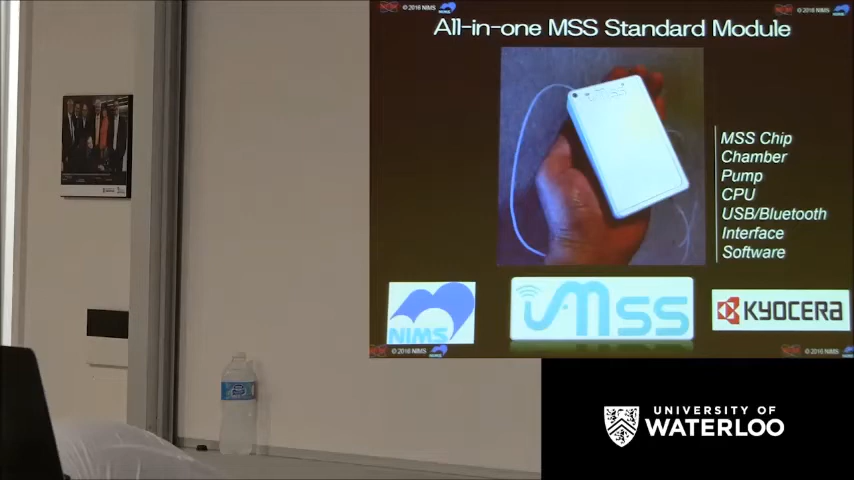 © 2016 NIMS
© 2016 NIMS
All-in-one MSS Standard Module
MSS
MSS Chip
Chamber
Pump
CPU
USB/Bluetooth
Interface
Software
NIMS
MSS
KYOCERA
© 2016 NIMS
© 2016 NIMS
UNIVERSITY OF
WATERLOO